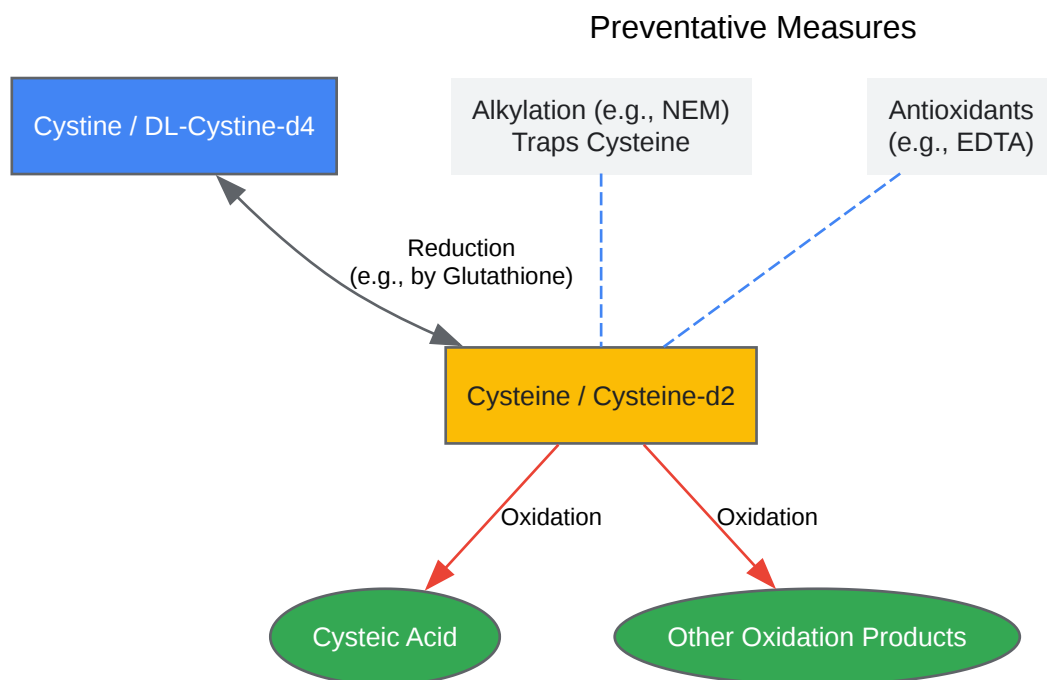 Preventative Measures
Cystine / DL-Cystine-d4
Alkylation (e.g., NEM)
Traps Cysteine
Antioxidants
(e.g., EDTA)
Reduction
(e.g., by Glutathione)
Cysteine / Cysteine-d2
Oxidation
Oxidation
Cysteic Acid
Other Oxidation Products